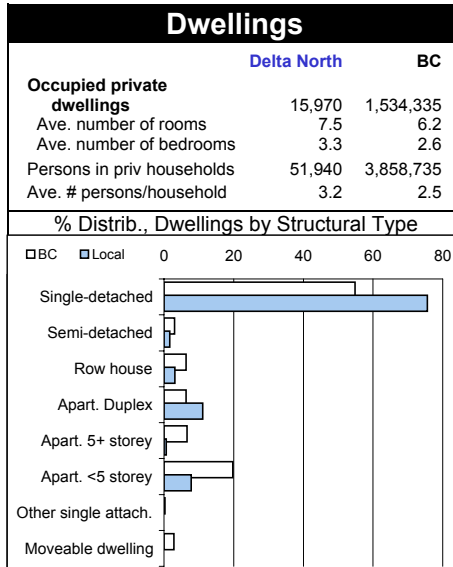 Dwellings
Delta North BC
Occupied private
dwellings 15,970 1,534,335
Ave. number of rooms 7.5 6.2
Ave. number of bedrooms 3.3 2.6
Persons in priv households 51,940 3,858,735
Ave. # persons/household 3.2 2.5
% Distrib., Dwellings by Structural Type
BC Local 0 20 40 60 80
Single-detached
Semi-detached
Row house
Apart. Duplex
Apart. 5+ storey
Apart. <5 storey
Other single attach.
Moveable dwelling